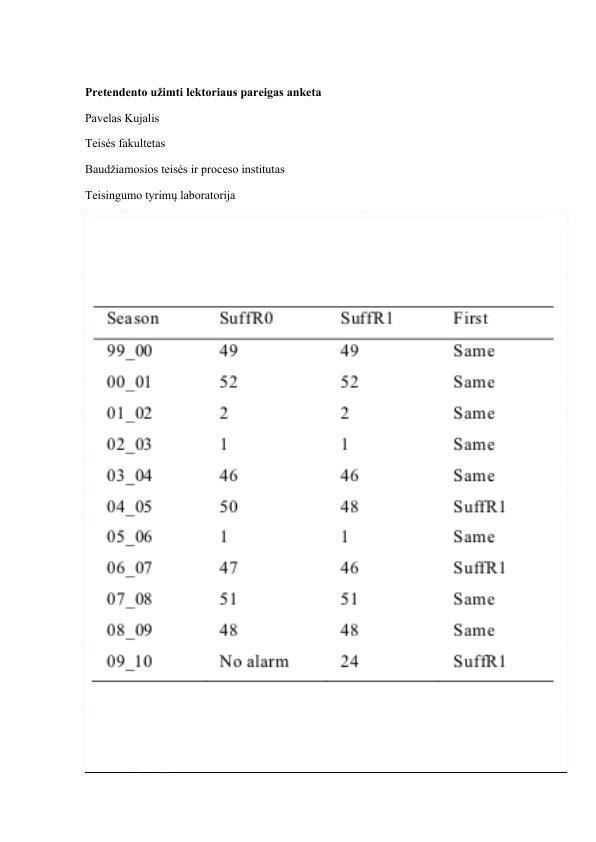 Pretendento užimti lektoriaus pareigas anketa
Pavelas Kujalis
Teisės fakultetas
Baudžiamosios teisės ir proceso institutas
Teisingumo tyrimų laboratorija
Season SuffR0 SuffR1 First
99_00 49 49 Same
00_01 52 52 Same
01_02 2 2 Same
02_03 1 1 Same
03_04 46 46 Same
04_05 50 48 SuffR1
05_06 1 1 Same
06_07 47 46 SuffR1
07_08 51 51 Same
08_09 48 48 Same
09_10 No alarm 24 SuffR1